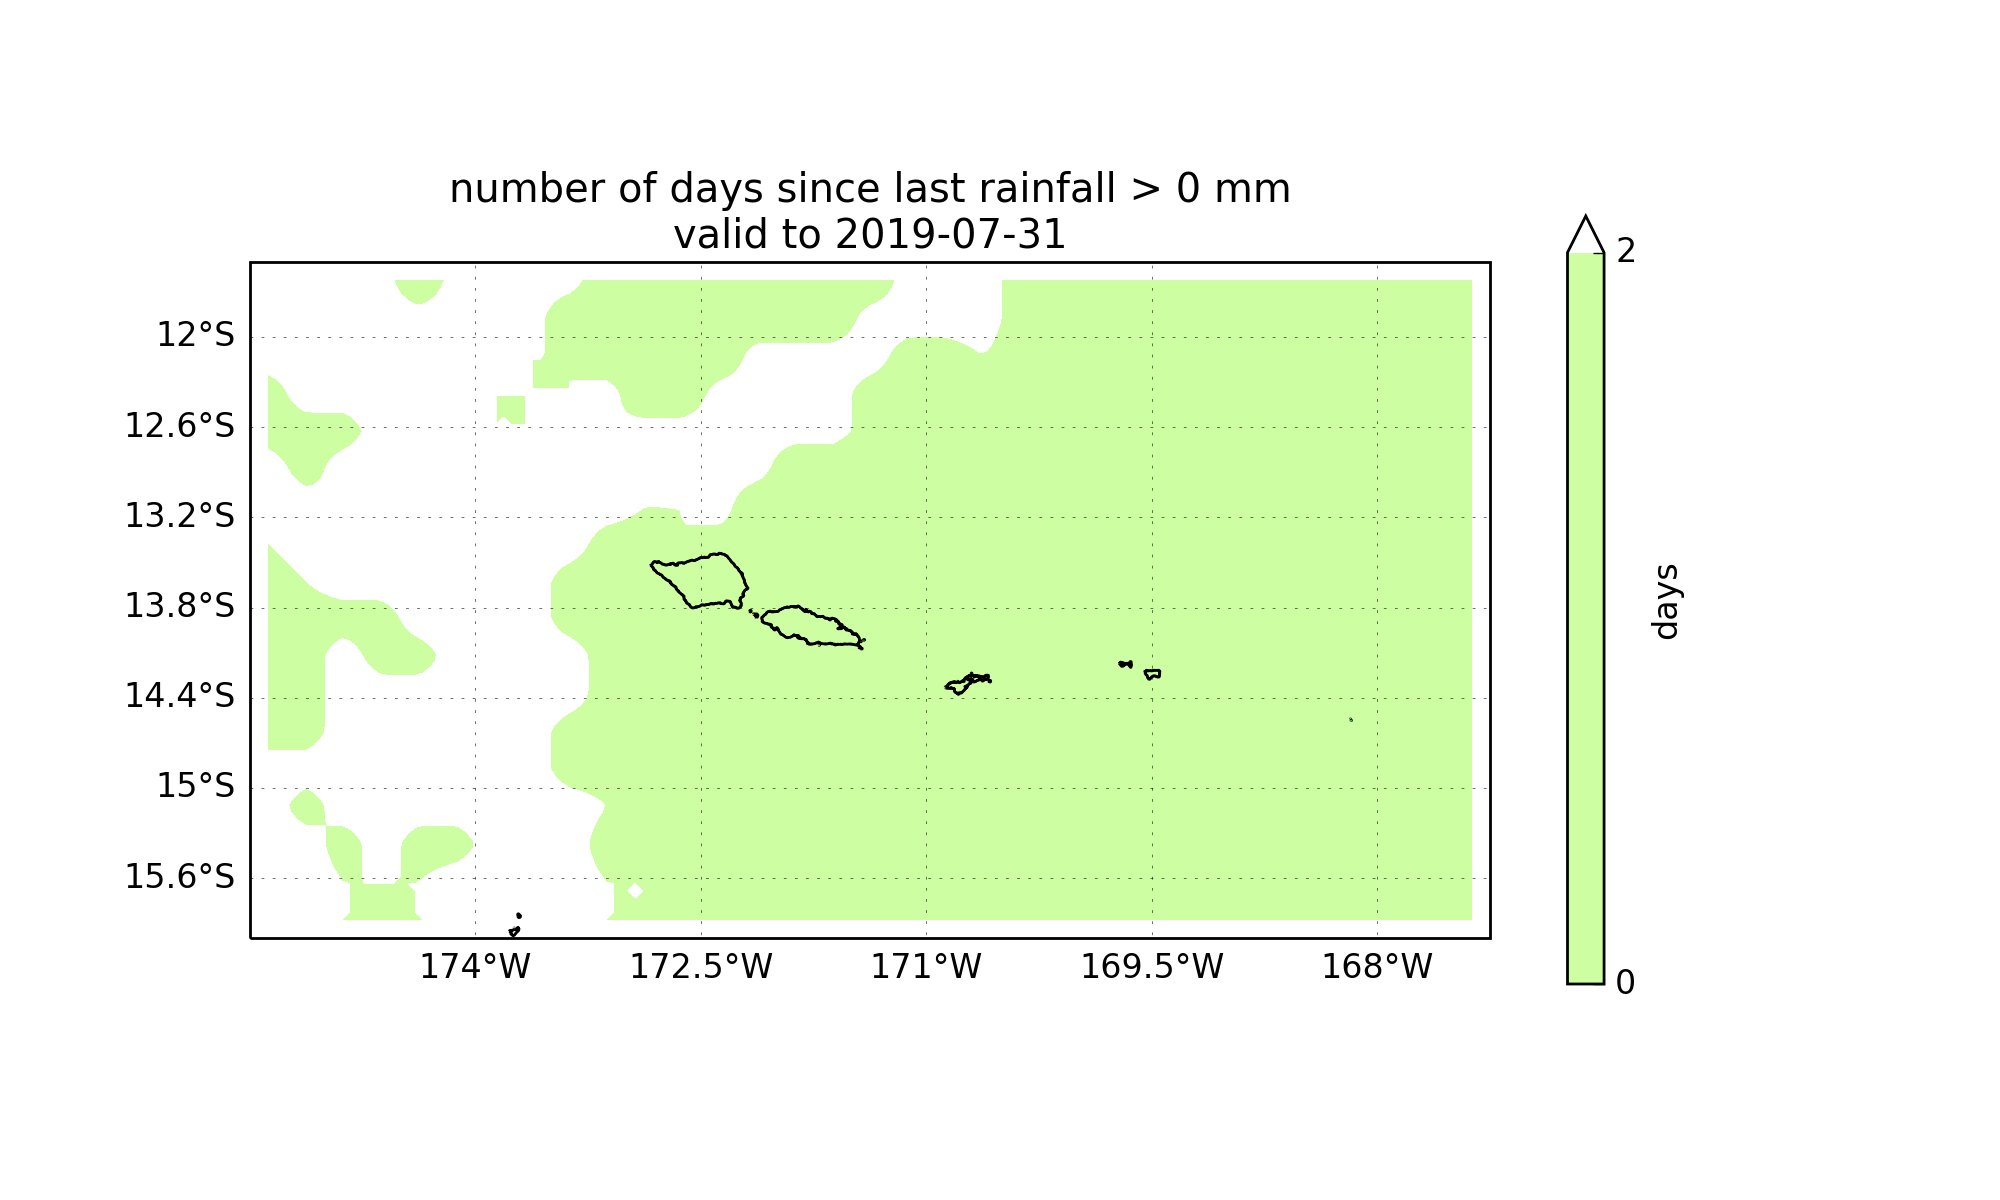 number of days since last rainfall > 0 mm
valid to 2019-07-31
2
12°S
12.6°S
13.2°S
13.8°S
14.4°S
15°S
15.6°S
days
0
174°W 172.5°W 171°W 169.5°W 168°W